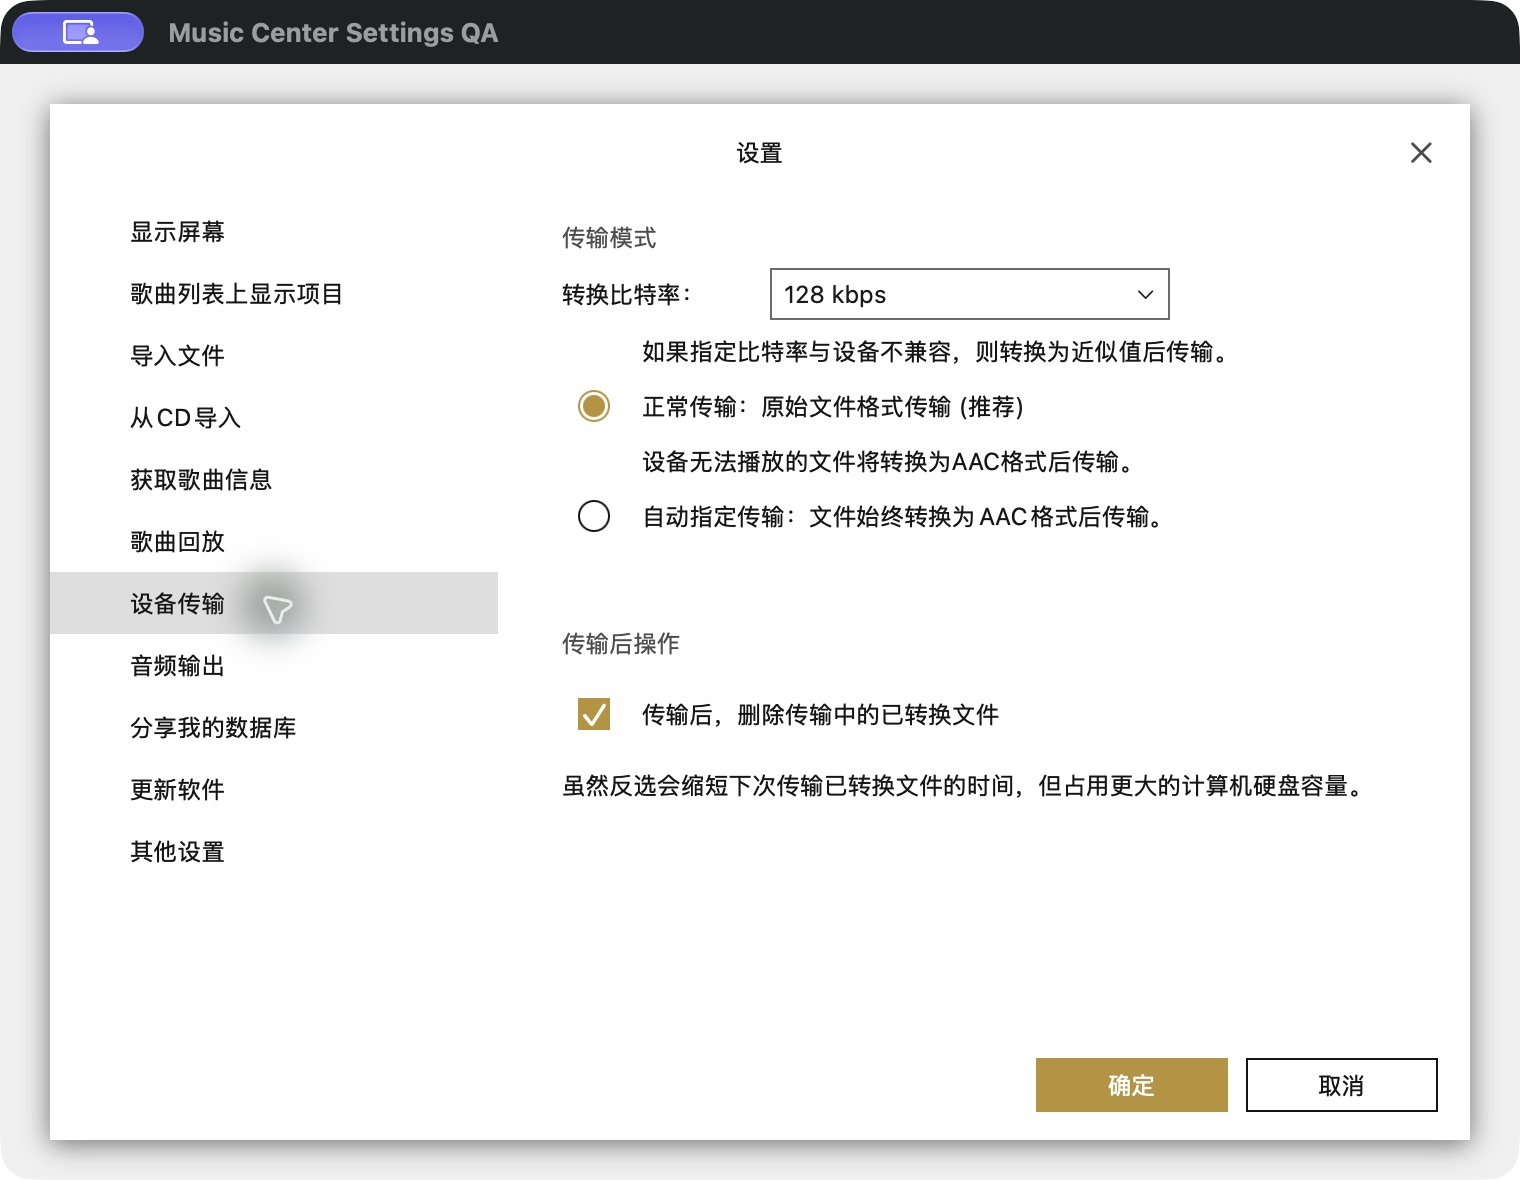 Music Center Settings QA
设置
显示屏幕
歌曲列表上显示项目
导入文件
从CD导入
获取歌曲信息
歌曲回放
设备传输
音频输出
分享我的数据库
更新软件
其他设置
传输模式
转换比特率：
128 kbps
如果指定比特率与设备不兼容，则转换为近似值后传输。
正常传输：原始文件格式传输 (推荐)
设备无法播放的文件将转换为AAC格式后传输。
自动指定传输：文件始终转换为AAC格式后传输。
传输后操作
传输后，删除传输中的已转换文件
虽然反选会缩短下次传输已转换文件的时间，但占用更大的计算机硬盘容量。
确定
取消